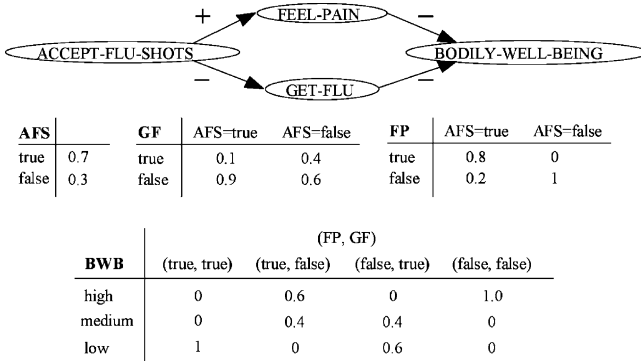 + FEEL-PAIN −
ACCEPT-FLU-SHOTS BODILY-WELL-BEING
− GET-FLU −
AFS GF AFS=true AFS=false FP AFS=true AFS=false
true 0.7 true 0.1 0.4 true 0.8 0
false 0.3 false 0.9 0.6 false 0.2 1
(FP, GF)
BWB (true, true) (true, false) (false, true) (false, false)
high 0 0.6 0 1.0
medium 0 0.4 0.4 0
low 1 0 0.6 0